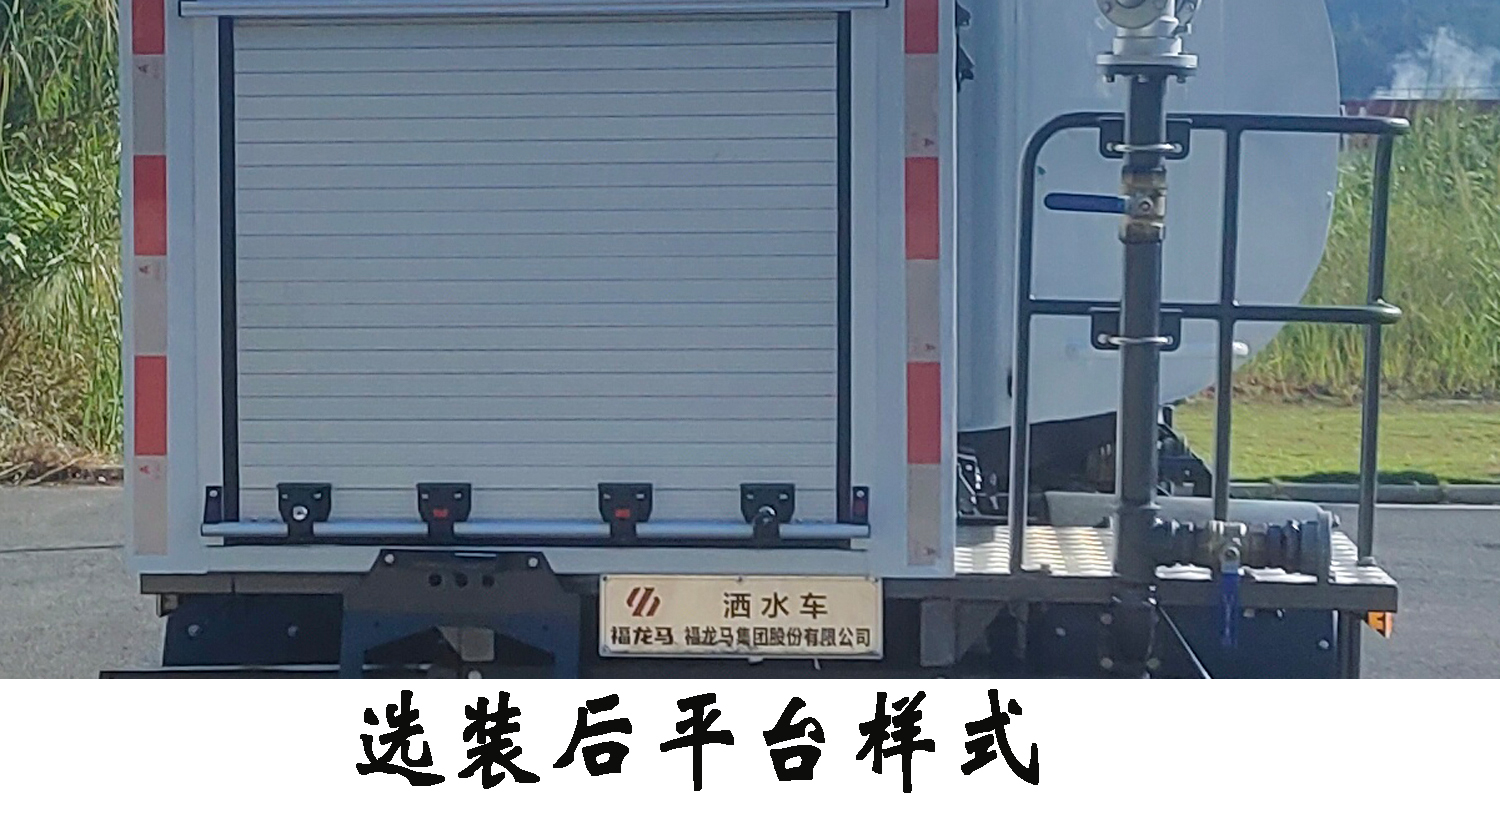 洒水车
福龙马 福龙马集团股份有限公司
选装后平台样式